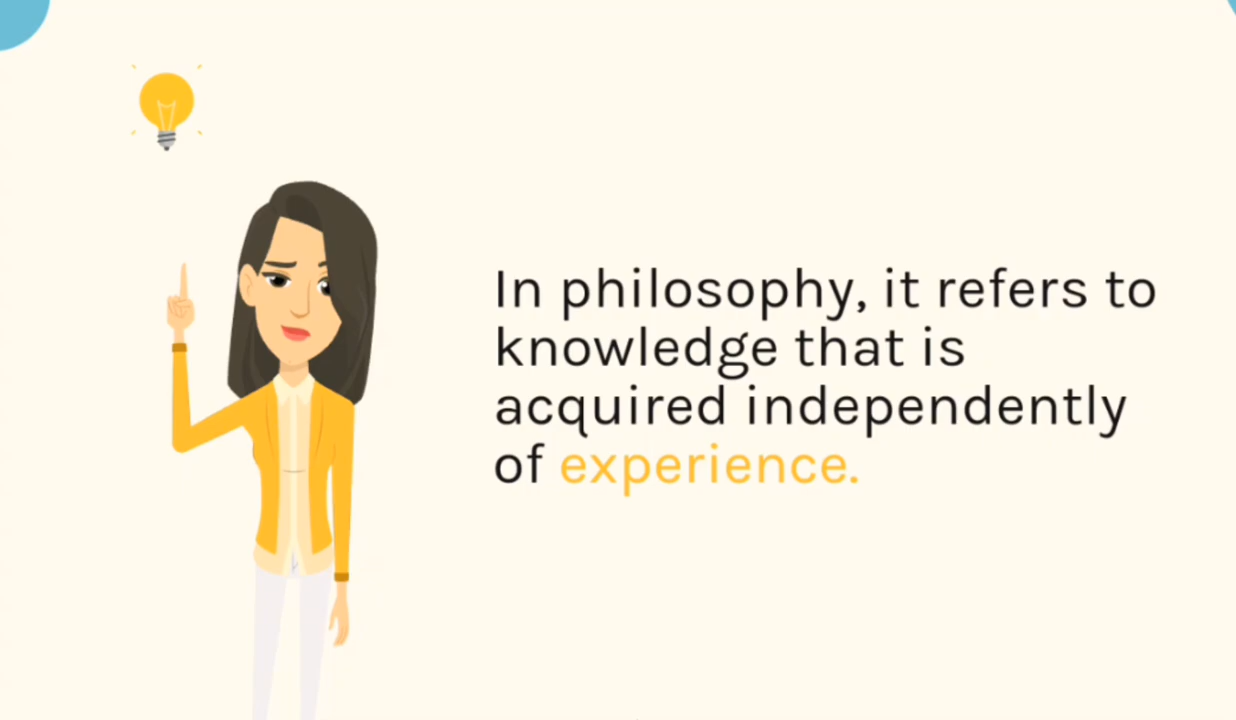 In philosophy, it refers to
knowledge that is
acquired independently
of experience.